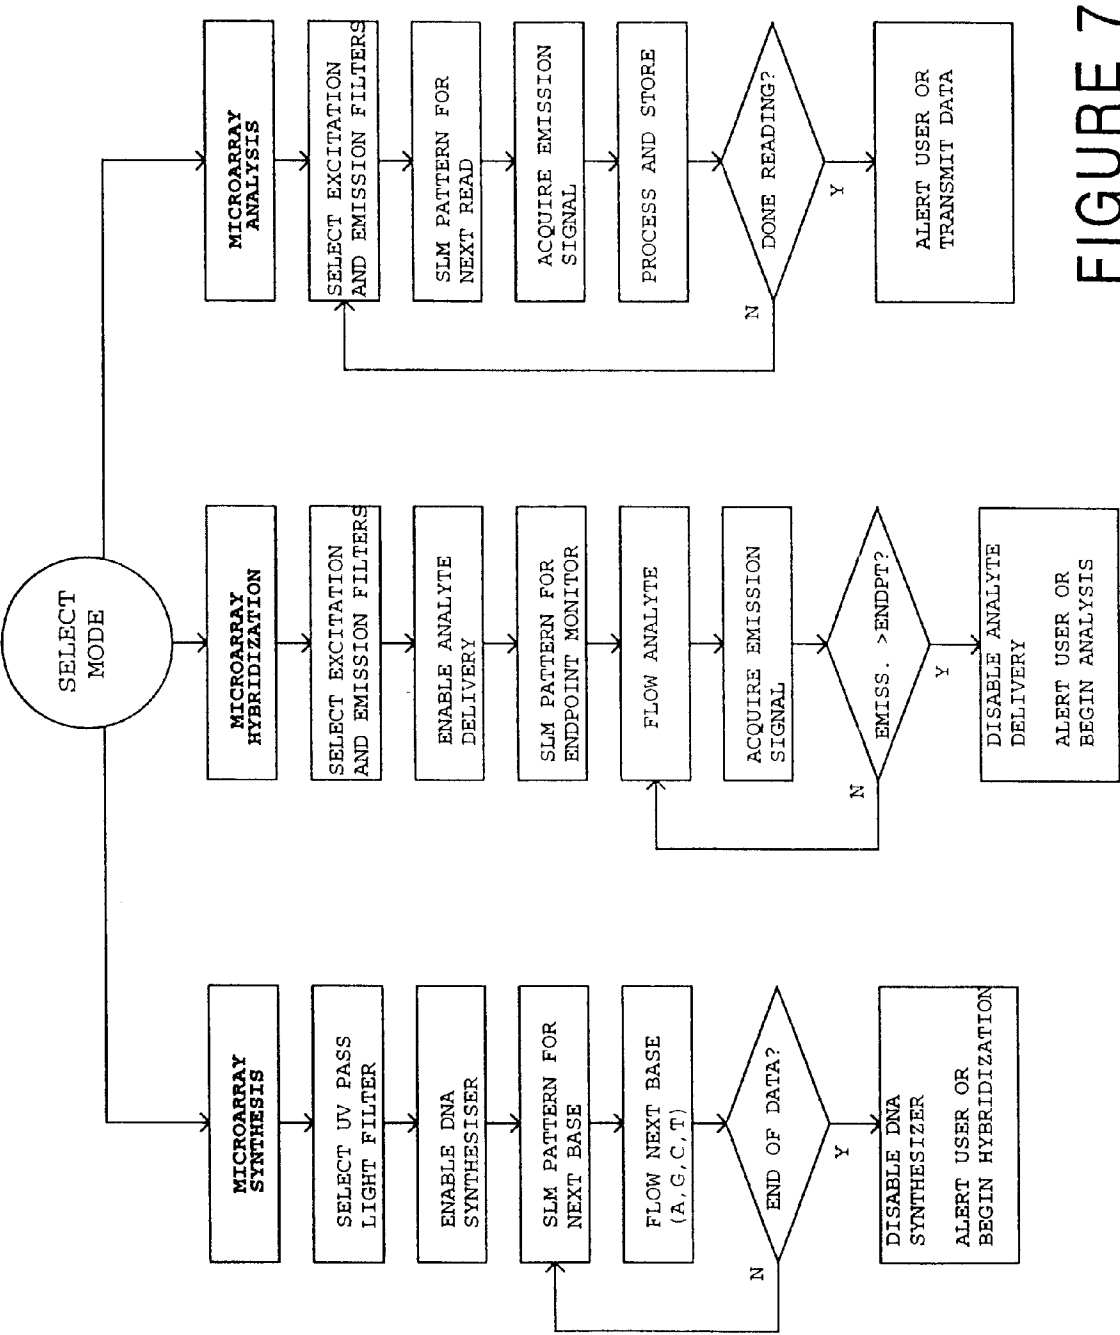 SELECT
MODE
MICROARRAY
SYNTHESIS
SELECT UV PASS
LIGHT FILTER
ENABLE DNA
SYNTHESISER
SLM PATTERN FOR
NEXT BASE
FLOW NEXT BASE
(A,G,C,T)
END OF DATA?
N
Y
DISABLE DNA
SYNTHESIZER
ALERT USER OR
BEGIN HYBRIDIZATION
MICROARRAY
HYBRIDIZATION
SELECT EXCITATION
AND EMISSION FILTERS
ENABLE ANALYTE
DELIVERY
SLM PATTERN FOR
ENDPOINT MONITOR
FLOW ANALYTE
ACQUIRE EMISSION
SIGNAL
EMISS. >ENDPT?
N
Y
DISABLE ANALYTE
DELIVERY
ALERT USER OR
BEGIN ANALYSIS
MICROARRAY
ANALYSIS
SELECT EXCITATION
AND EMISSION FILTERS
SLM PATTERN FOR
NEXT READ
ACQUIRE EMISSION
SIGNAL
PROCESS AND STORE
DONE READING?
N
Y
ALERT USER OR
TRANSMIT DATA
FIGURE 7